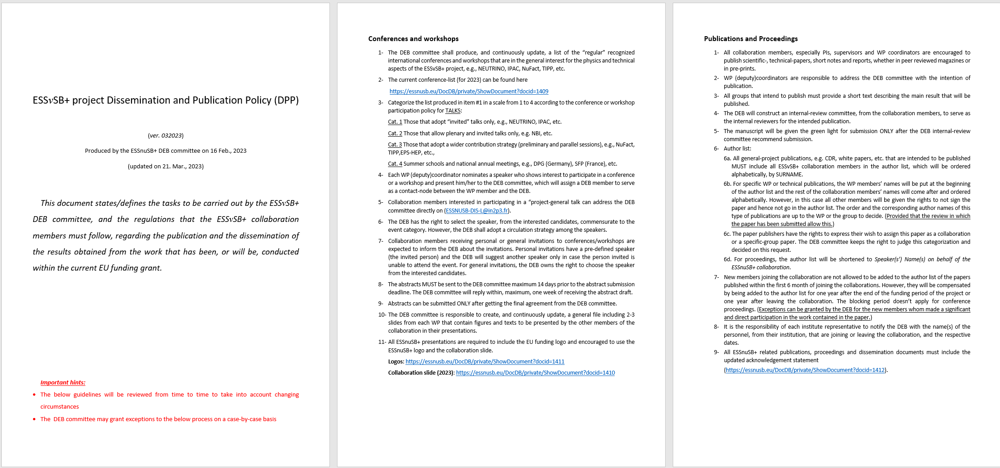 ESSνSB+ project Dissemination and Publication Policy (DPP)
(ver. 032023)
Produced by the ESSnuSB+ DEB committee on 16 Feb., 2023
(updated on 21. Mar., 2023)
This document states/defines the tasks to be carried out by the ESSνSB+
DEB committee, and the regulations that the ESSνSB+ collaboration
members must follow, regarding the publication and the dissemination of
the results obtained from the work that has been, or will be, conducted
within the current EU funding grant.
Important hints:
• The below guidelines will be reviewed from time to time to take into account changing
circumstances
• The DEB committee may grant exceptions to the below process on a case-by-case basis
Conferences and workshops
1- The DEB committee shall produce, and continuously update, a list of the “regular” recognized
international conferences and workshops that are in the general interest for the physics and technical
aspects of the ESSνSB+ project, e.g., NEUTRINO, IPAC, NuFact, TIPP, etc.
2- The current conference-list (for 2023) can be found here
https://essnusb.eu/DocDB/private/ShowDocument?docid=1409
3- Categorize the list produced in item #1 in a scale from 1 to 4 according to the conference or workshop
participation policy for TALKS:
Cat. 1 Those that adopt “invited” talks only, e.g., NEUTRINO, IPAC, etc.
Cat. 2 Those that allow plenary and invited talks only, e.g. NBI, etc.
Cat. 3 Those that adopt a wider contribution strategy (preliminary and parallel sessions), e.g., NuFact,
TIPP,EPS-HEP, etc.,
Cat. 4 Summer schools and national annual meetings, e.g., DPG (Germany), SFP (France), etc.
4- Each WP (deputy)coordinator nominates a speaker who shows interest to participate in a conference
or a workshop and present him/her to the DEB committee, which will assign a DEB member to serve
as a contact-node between the WP member and the DEB.
5- Collaboration members interested in participating in a “project-general talk can address the DEB
committee directly on (ESSNUSB-DIS-L@in2p3.fr).
6- The DEB has the right to select the speaker, from the interested candidates, commensurate to the
event category. However, the DEB shall adopt a circulation strategy among the speakers.
7- Collaboration members receiving personal or general invitations to conferences/workshops are
expected to inform the DEB about the invitations. Personal invitations have a pre-defined speaker
(the invited person) and the DEB will suggest another speaker only in case the person invited is
unable to attend the event. For general invitations, the DEB owns the right to choose the speaker
from the interested candidates.
8- The abstracts MUST be sent to the DEB committee maximum 14 days prior to the abstract submission
deadline. The DEB committee will reply within, maximum, one week of receiving the abstract draft.
9- Abstracts can be submitted ONLY after getting the final agreement from the DEB committee.
10- The DEB committee is responsible to create, and continuously update, a general file including 2-3
slides from each WP that contain figures and texts to be presented by the other members of the
collaboration in their presentations.
11- All ESSnuSB+ presentations are required to include the EU funding logo and encouraged to use the
ESSnuSB+ logo and the collaboration slide.
Logos: https://essnusb.eu/DocDB/private/ShowDocument?docid=1411
Collaboration slide (2023): https://essnusb.eu/DocDB/private/ShowDocument?docid=1410
Publications and Proceedings
1- All collaboration members, especially PIs, supervisors and WP coordinators are encouraged to
publish scientific-, technical-papers, short notes and reports, whether in peer reviewed magazines or
in pre-prints.
2- WP (deputy)coordinators are responsible to address the DEB committee with the intention of
publication.
3- All groups that intend to publish must provide a short text describing the main result that will be
published.
4- The DEB will construct an internal-review committee, from the collaboration members, to serve as
the internal reviewers for the intended publication.
5- The manuscript will be given the green light for submission ONLY after the DEB internal-review
committee recommend submission.
6- Author list:
6a. All general-project publications, e.g. CDR, white papers, etc. that are intended to be published
MUST include all ESSνSB+ collaboration members in the author list, which will be ordered
alphabetically, by SURNAME.
6b. For specific WP or technical publications, the WP members’ names will be put at the beginning
of the author list and the rest of the collaboration members’ names will come after and ordered
alphabetically. However, in this case all other members will be given the rights to not sign the
paper and hence not go in the author list. The order and the corresponding author names of this
type of publications are up to the WP or the group to decide. (Provided that the review in which
the paper has been submitted allow this.)
6c. The paper publishers have the rights to express their wish to assign this paper as a collaboration
or a specific-group paper. The DEB committee keeps the right to judge this categorization and
decided on this request.
6d. For proceedings, the author list will be shortened to Speaker(s’) Name(s) on behalf of the
ESSnuSB+ collaboration.
7- New members joining the collaboration are not allowed to be added to the author list of the papers
published within the first 6 month of joining the collaborations. However, they will be compensated
by being added to the author list for one year after the end of the funding period of the project or
one year after leaving the collaboration. The blocking period doesn’t apply for conference
proceedings. (Exceptions can be granted by the DEB for the new members whom made a significant
and direct participation in the work contained in the paper.)
8- It is the responsibility of each institute representative to notify the DEB with the name(s) of the
personnel, from their institution, that are joining or leaving the collaboration, and the respective
dates.
9- All ESSnuSB+ related publications, proceedings and dissemination documents must include the
updated acknowledgement statement
(https://essnusb.eu/DocDB/private/ShowDocument?docid=1412).